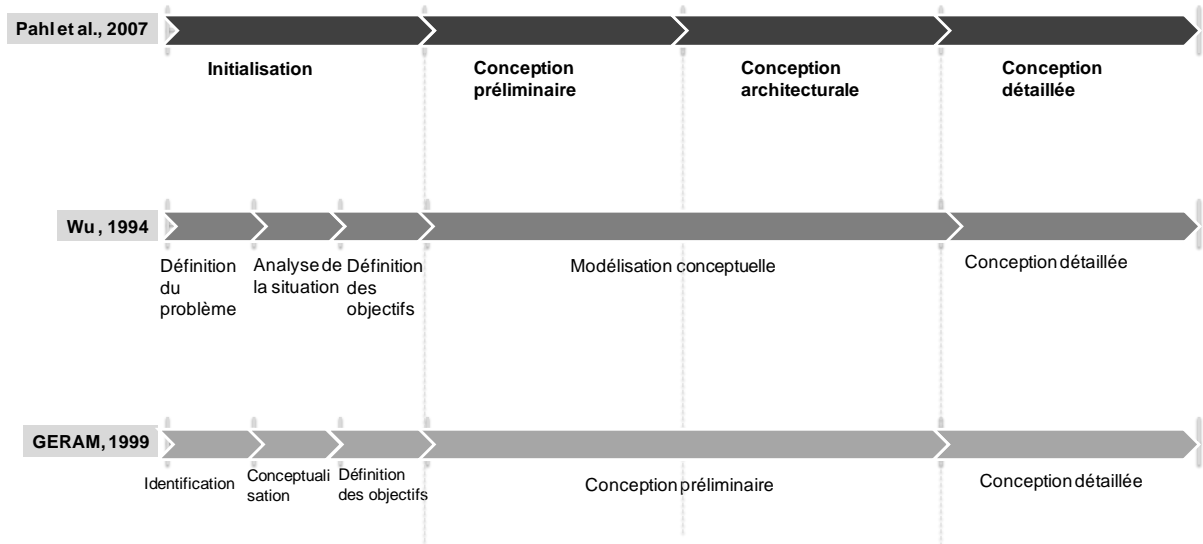 Pahl et al., 2007
Initialisation
Conception
préliminaire
Conception
architecturale
Conception
détaillée
Wu , 1994
Définition
du
problème
Analyse de
la situation
Définition
des
objectifs
Modélisation conceptuelle
Conception détaillée
GERAM, 1999
Identification
Conceptuali
sation
Définition
des objectifs
Conception préliminaire
Conception détaillée